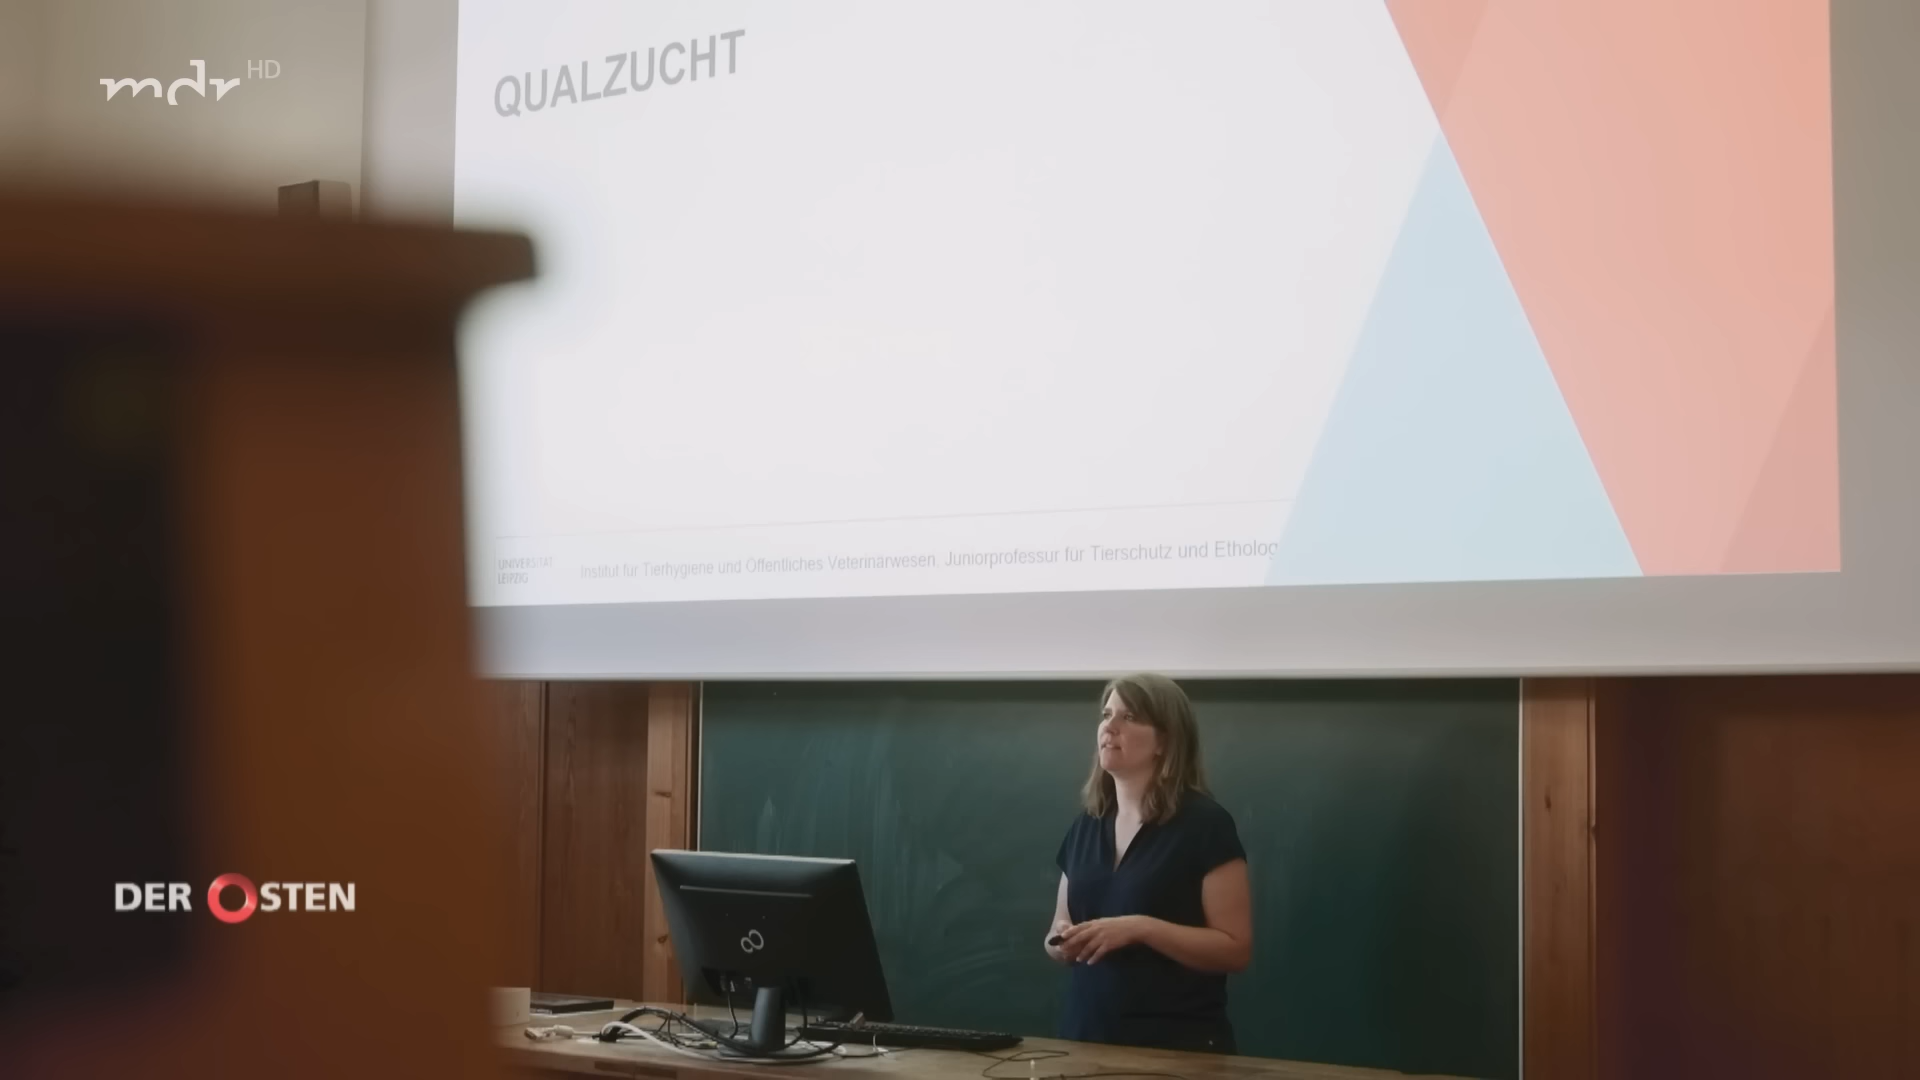 mdr HD
QUALZUCHT
UNIVERSITÄT
LEIPZIG
Institut für Tierhygiene und Öffentliches Veterinärwesen, Juniorprofessur für Tierschutz und Etholog
DER OSTEN